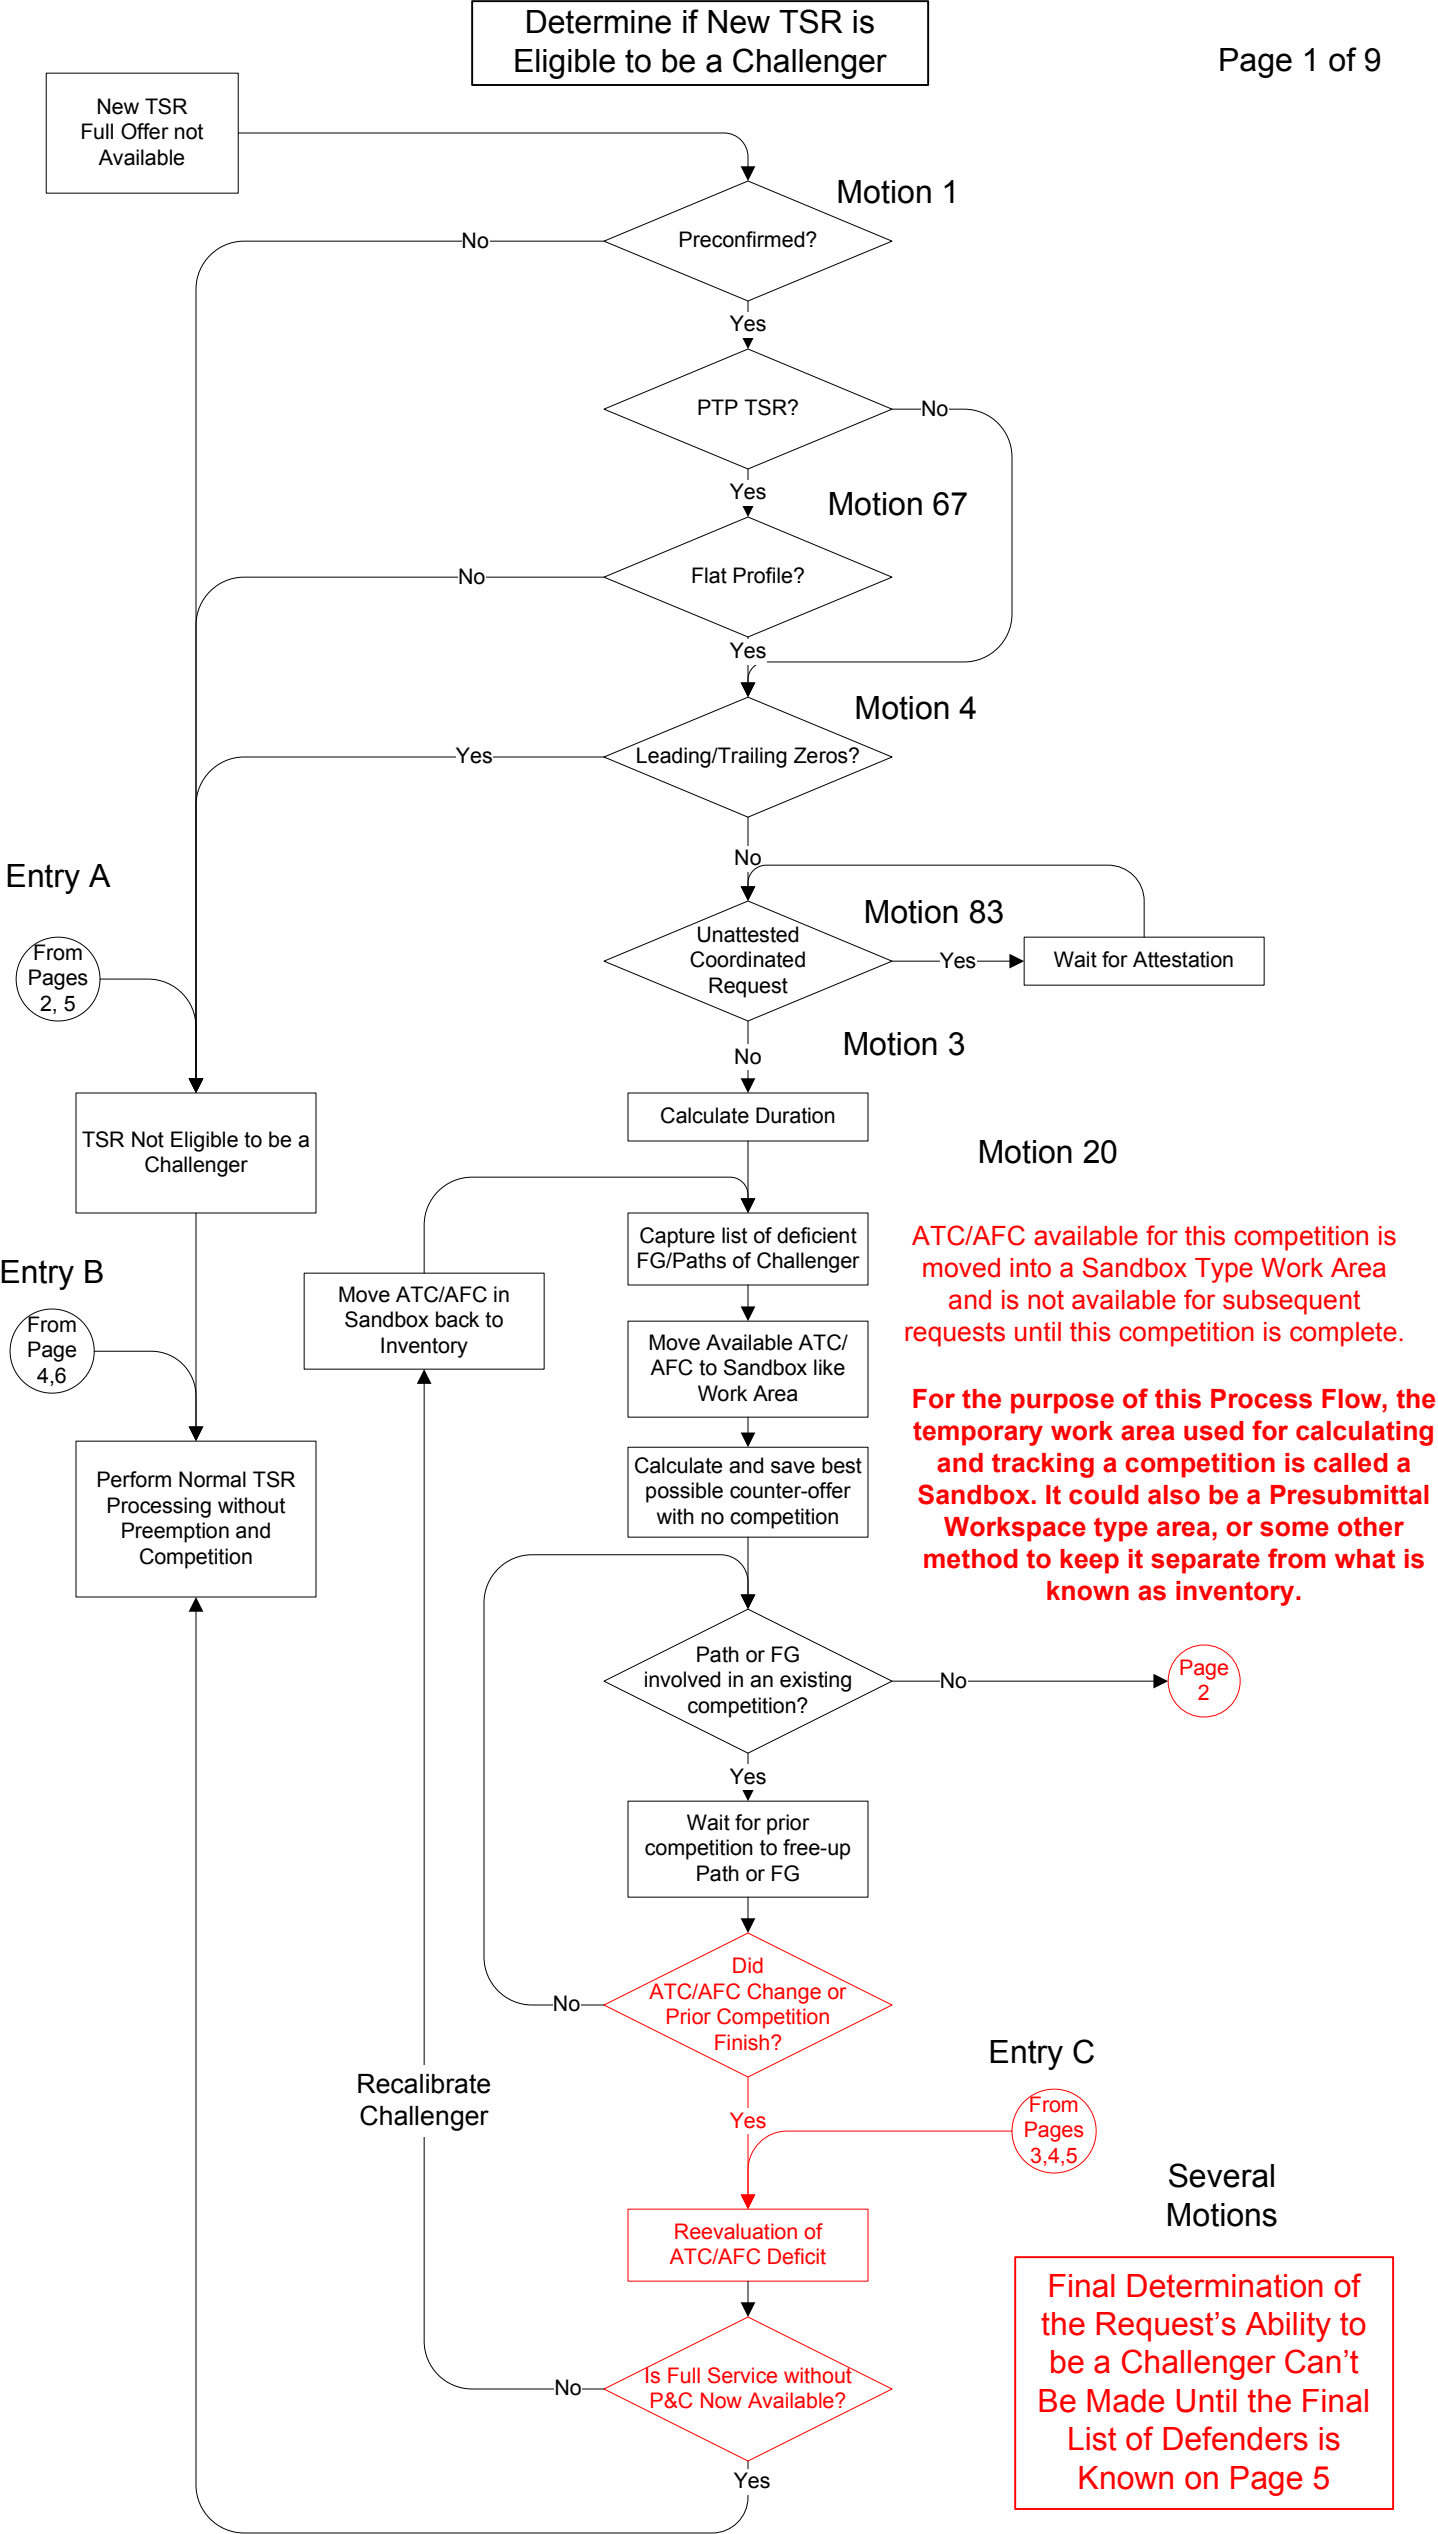 Determine if New TSR is
Eligible to be a Challenger
Page 1 of 9
New TSR
Full Offer not
Available
Motion 1
Preconfirmed?
No
Yes
PTP TSR?
No
Yes
Motion 67
Flat Profile?
No
Yes
Motion 4
Leading/Trailing Zeros?
Yes
No
Entry A
From
Pages
2, 5
Motion 83
Unattested
Coordinated
Request
Yes
Wait for Attestation
No
Motion 3
Calculate Duration
TSR Not Eligible to be a
Challenger
Motion 20
Capture list of deficient
FG/Paths of Challenger
ATC/AFC available for this competition is
moved into a Sandbox Type Work Area
and is not available for subsequent
requests until this competition is complete.
Entry B
From
Page
4,6
Move ATC/AFC in
Sandbox back to
Inventory
Move Available ATC/
AFC to Sandbox like
Work Area
For the purpose of this Process Flow, the
temporary work area used for calculating
and tracking a competition is called a
Sandbox. It could also be a Presubmittal
Workspace type area, or some other
method to keep it separate from what is
known as inventory.
Perform Normal TSR
Processing without
Preemption and
Competition
Calculate and save best
possible counter-offer
with no competition
Path or FG
involved in an existing
competition?
No
Page
2
Yes
Wait for prior
competition to free-up
Path or FG
Did
ATC/AFC Change or
Prior Competition
Finish?
No
Yes
Entry C
From
Pages
3,4,5
Recalibrate
Challenger
Several
Motions
Reevaluation of
ATC/AFC Deficit
Is Full Service without
P&C Now Available?
No
Yes
Final Determination of
the Request's Ability to
be a Challenger Can't
Be Made Until the Final
List of Defenders is
Known on Page 5